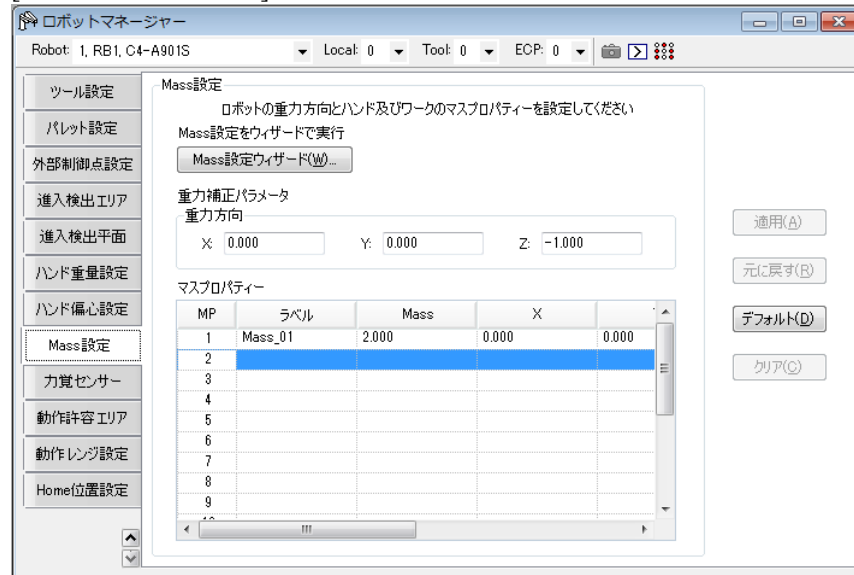 ロボットマネージャー
Robot: 1, RB1, C4-A901S Local: 0 Tool: 0 ECP: 0
ツール設定
パレット設定
外部制御点設定
進入検出エリア
進入検出平面
ハンド重量設定
ハンド偏心設定
Mass設定
力覚センサー
動作許容エリア
動作レンジ設定
Home位置設定
Mass設定
ロボットの重力方向とハンド及びワークのマスプロパティーを設定してください
Mass設定をウィザードで実行
Mass設定ウィザード(W)...
重力補正パラメータ
重力方向
X: 0.000 Y: 0.000 Z: -1.000
マスプロパティー
MP ラベル Mass X
1 Mass_01 2.000 0.000 0.000
2
3
4
5
6
7
8
9
適用(A)
元に戻す(R)
デフォルト(D)
クリア(C)